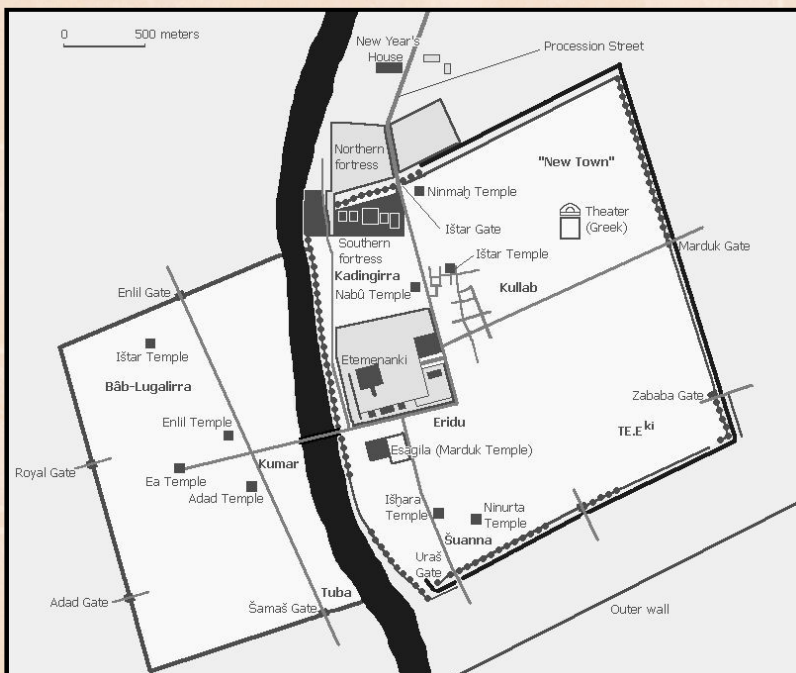 0 500 meters
New Year's
House
Procession Street
Northern
fortress
"New Town"
Ninmaḫ Temple
Ištar Gate
Theater
(Greek)
Southern
fortress
Ištar Temple
Marduk Gate
Kadingirra
Nabû Temple
Kullab
Enlil Gate
Ištar Temple
Etemenanki
Bâb-Lugalirra
Zababa Gate
Enlil Temple
Eridu
TE.E ki
Esagila (Marduk Temple)
Kumar
Royal Gate
Ea Temple
Adad Temple
Išḫara
Temple
Ninurta
Temple
Šuanna
Uraš
Gate
Tuba
Adad Gate
Šamaš Gate
Outer wall